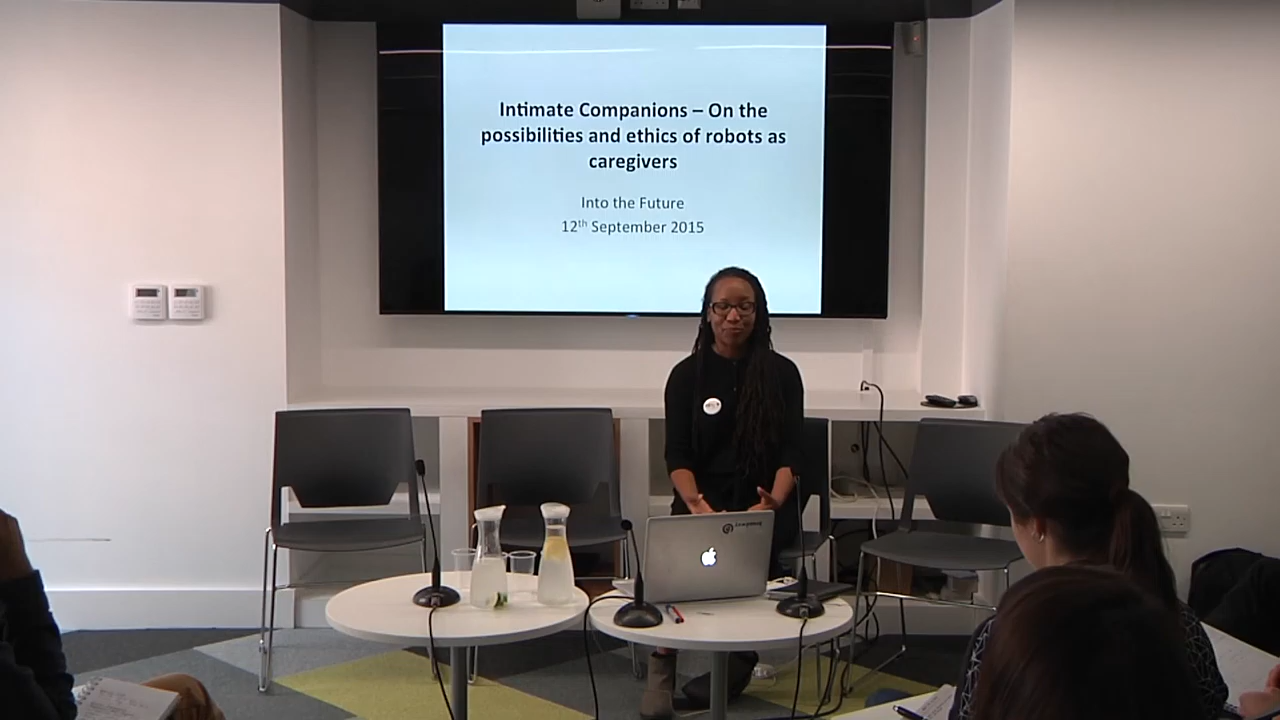 Intimate Companions – On the
possibilities and ethics of robots as
caregivers
Into the Future
12th September 2015